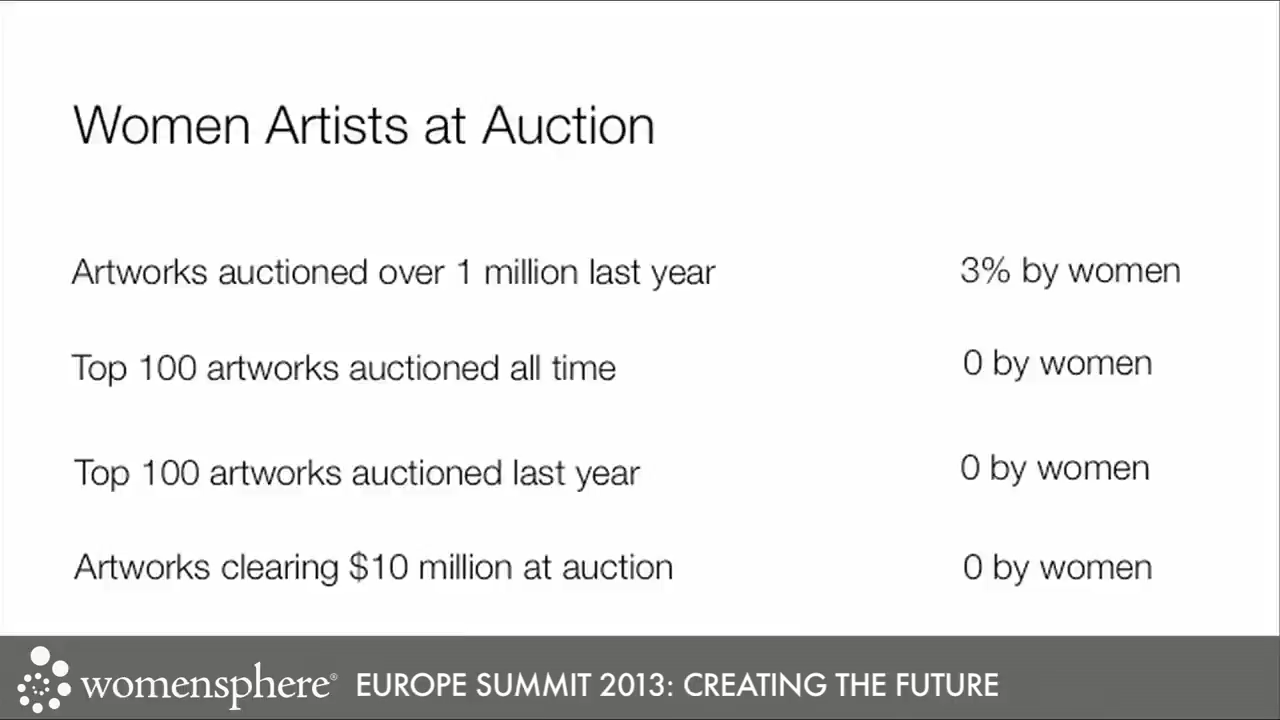 Women Artists at Auction
Artworks auctioned over 1 million last year 3% by women
Top 100 artworks auctioned all time 0 by women
Top 100 artworks auctioned last year 0 by women
Artworks clearing $10 million at auction 0 by women
womensphere® EUROPE SUMMIT 2013: CREATING THE FUTURE